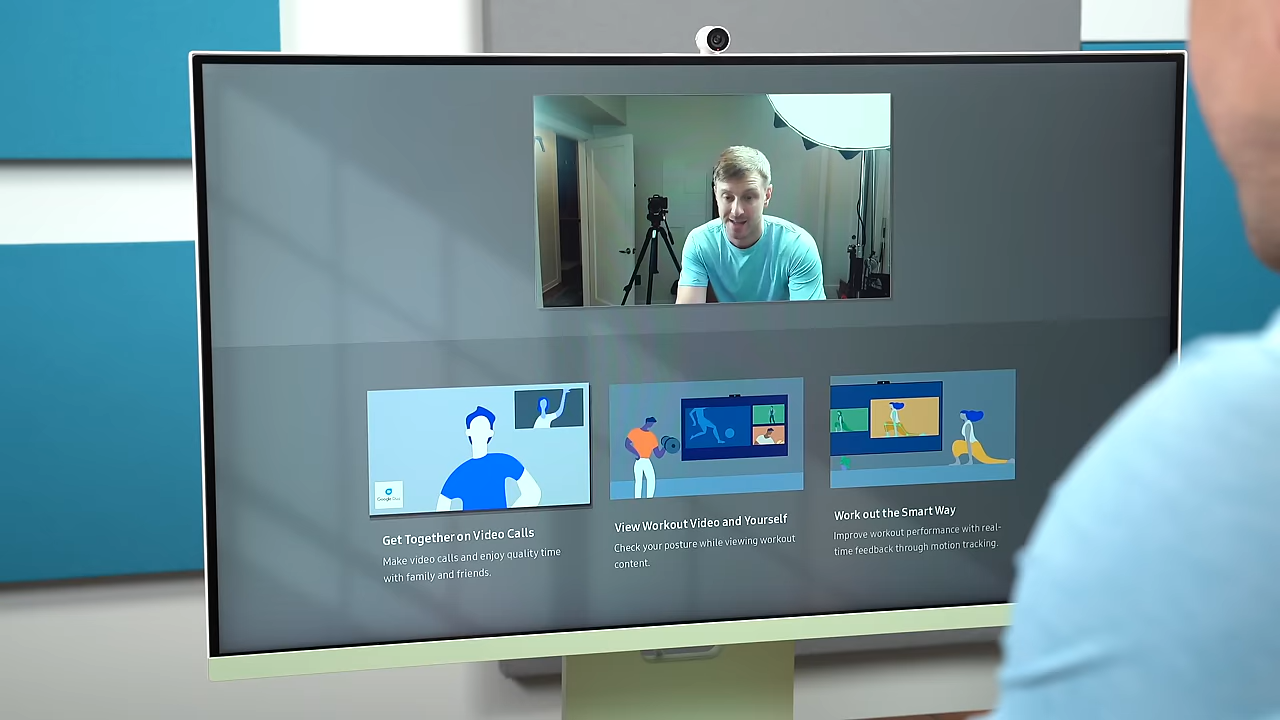 Google Duo
Get Together on Video Calls
Make video calls and enjoy quality time
with family and friends.
View Workout Video and Yourself
Check your posture while viewing workout
content.
Work out the Smart Way
Improve workout performance with real-
time feedback through motion tracking.